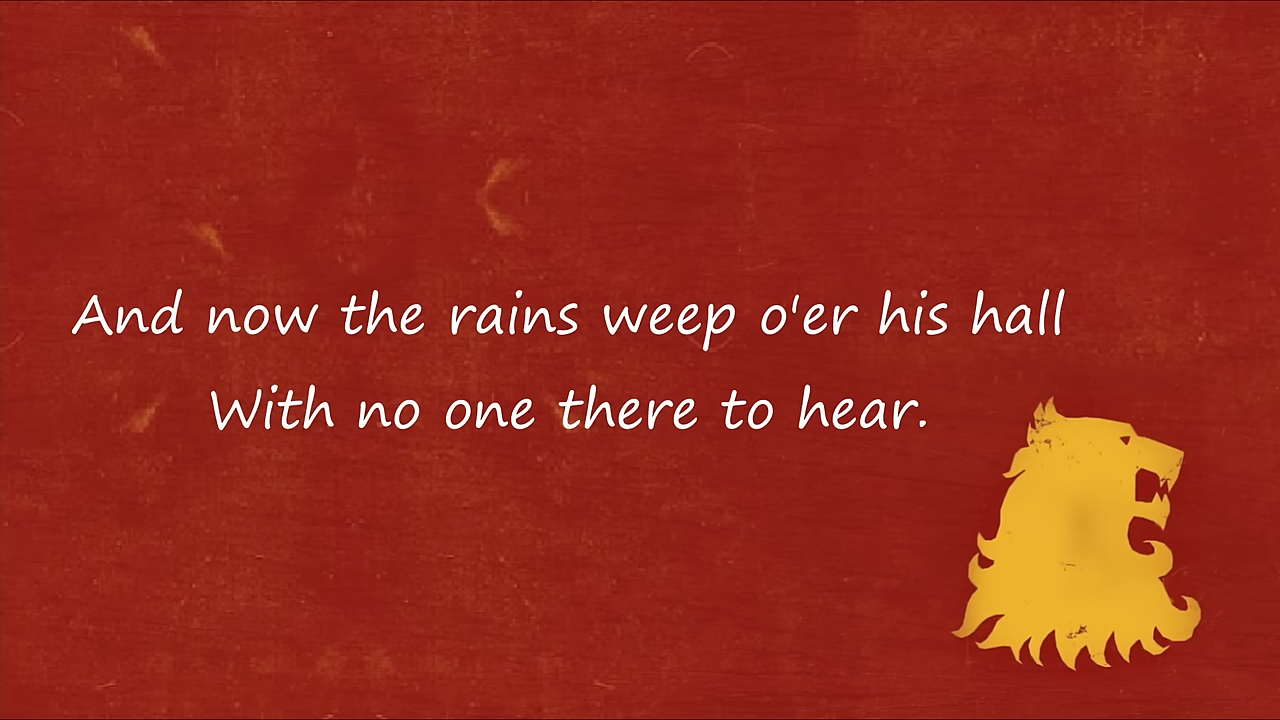 And now the rains weep o'er his hall
With no one there to hear.